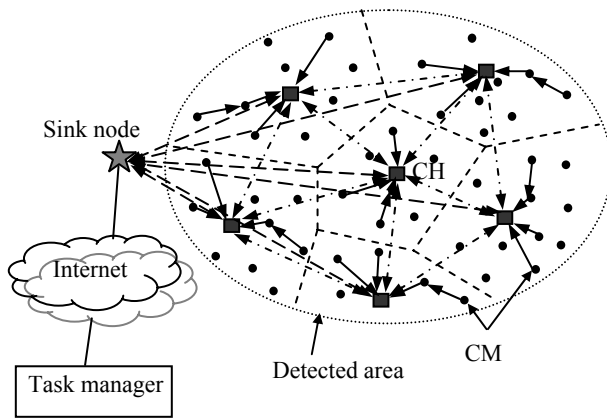 Sink node
CH
Internet
CM
Detected area
Task manager